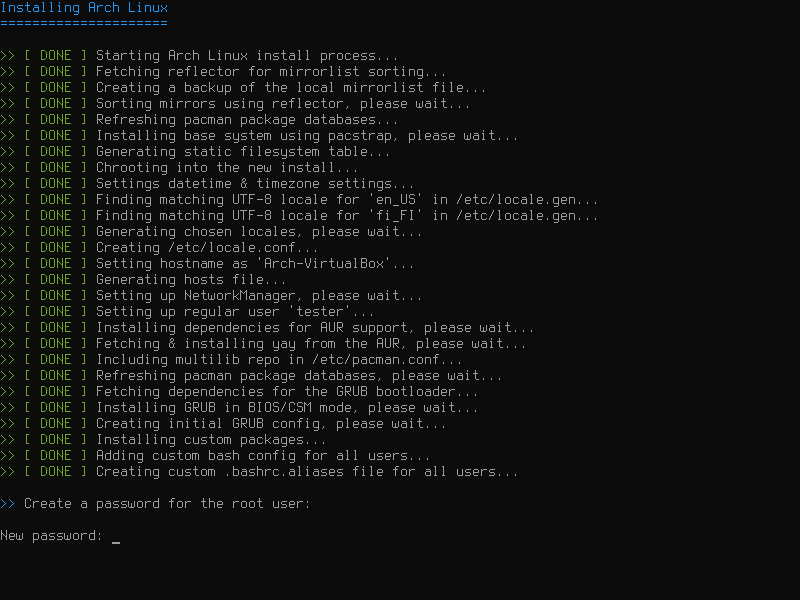 Installing Arch Linux
=====================
>> [ DONE ] Starting Arch Linux install process...
>> [ DONE ] Fetching reflector for mirrorlist sorting...
>> [ DONE ] Creating a backup of the local mirrorlist file...
>> [ DONE ] Sorting mirrors using reflector, please wait...
>> [ DONE ] Refreshing pacman package databases...
>> [ DONE ] Installing base system using pacstrap, please wait...
>> [ DONE ] Generating static filesystem table...
>> [ DONE ] Chrooting into the new install...
>> [ DONE ] Settings datetime & timezone settings...
>> [ DONE ] Finding matching UTF-8 locale for 'en_US' in /etc/locale.gen...
>> [ DONE ] Finding matching UTF-8 locale for 'fi_FI' in /etc/locale.gen...
>> [ DONE ] Generating chosen locales, please wait...
>> [ DONE ] Creating /etc/locale.conf...
>> [ DONE ] Setting hostname as 'Arch-VirtualBox'...
>> [ DONE ] Generating hosts file...
>> [ DONE ] Setting up NetworkManager, please wait...
>> [ DONE ] Setting up regular user 'tester'...
>> [ DONE ] Installing dependencies for AUR support, please wait...
>> [ DONE ] Fetching & installing yay from the AUR, please wait...
>> [ DONE ] Including multilib repo in /etc/pacman.conf...
>> [ DONE ] Refreshing pacman package databases, please wait...
>> [ DONE ] Fetching dependencies for the GRUB bootloader...
>> [ DONE ] Installing GRUB in BIOS/CSM mode, please wait...
>> [ DONE ] Creating initial GRUB config, please wait...
>> [ DONE ] Installing custom packages...
>> [ DONE ] Adding custom bash config for all users...
>> [ DONE ] Creating custom .bashrc.aliases file for all users...
>> Create a password for the root user:
New password: _